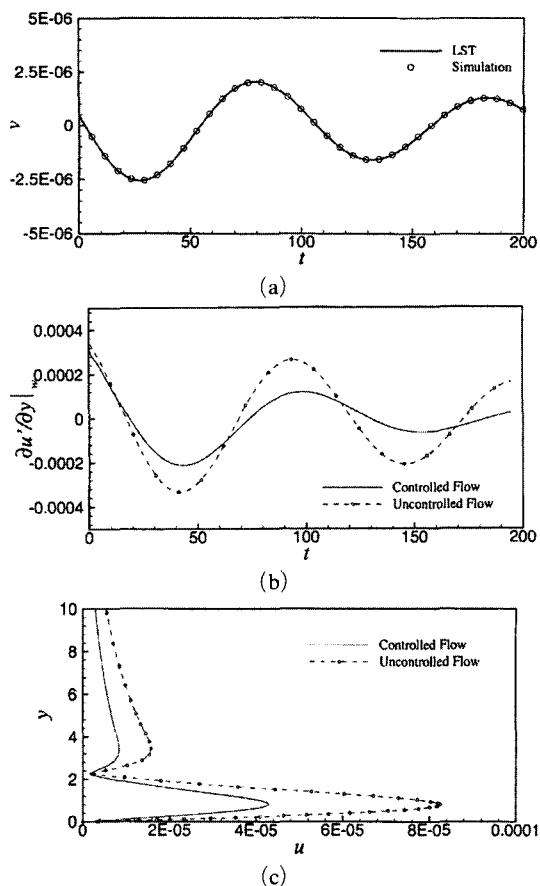 5E-06
2.5E-06
0
-2.5E-06
-5E-06
v
LST
Simulation
0 50 100 150 200
t
(a)
0.0004
0.0002
0
-0.0002
-0.0004
∂u'/∂y|w
Controlled Flow
Uncontrolled Flow
0 50 100 150 200
t
(b)
10
8
6
4
2
0
y
Controlled Flow
Uncontrolled Flow
0 2E-05 4E-05 6E-05 8E-05 0.0001
u
(c)